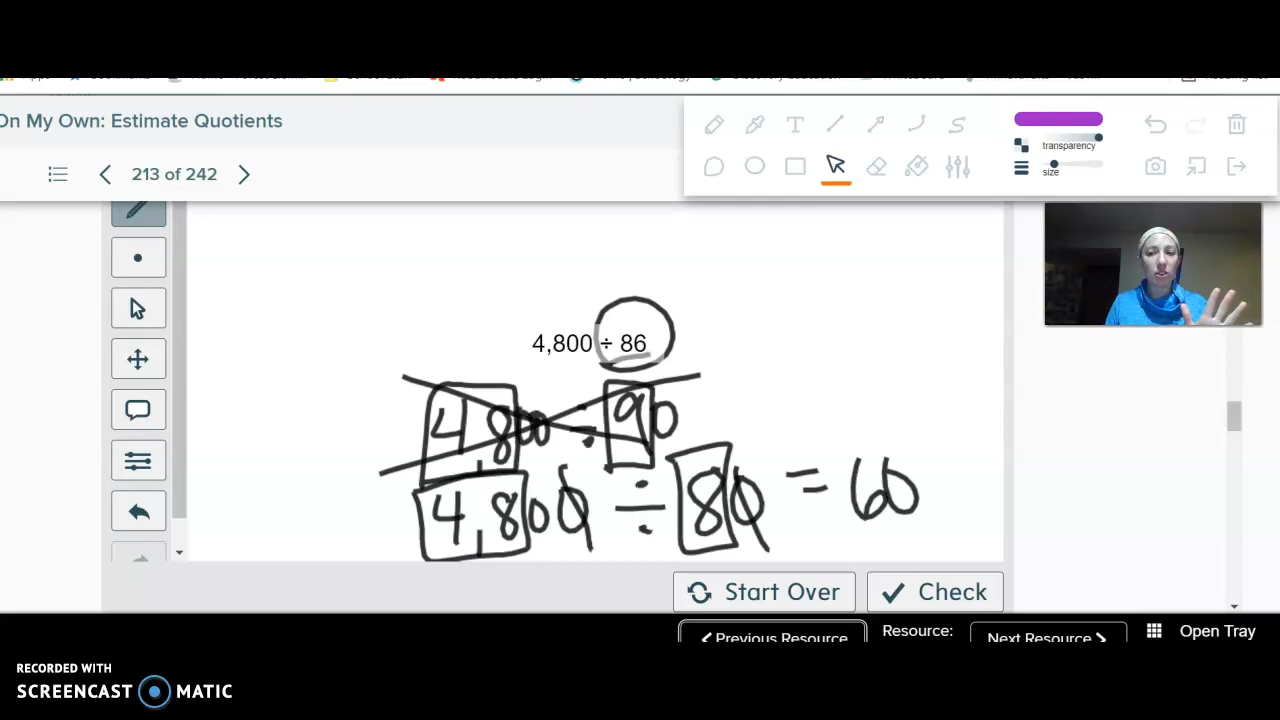 On My Own: Estimate Quotients
213 of 242
T
transparency
size
4,800 ÷ 86
4,800 ÷ 90
4,800 ÷ 80 = 60
Start Over
Check
Previous Resource
Resource:
Next Resource
Open Tray
RECORDED WITH
SCREENCAST MATIC